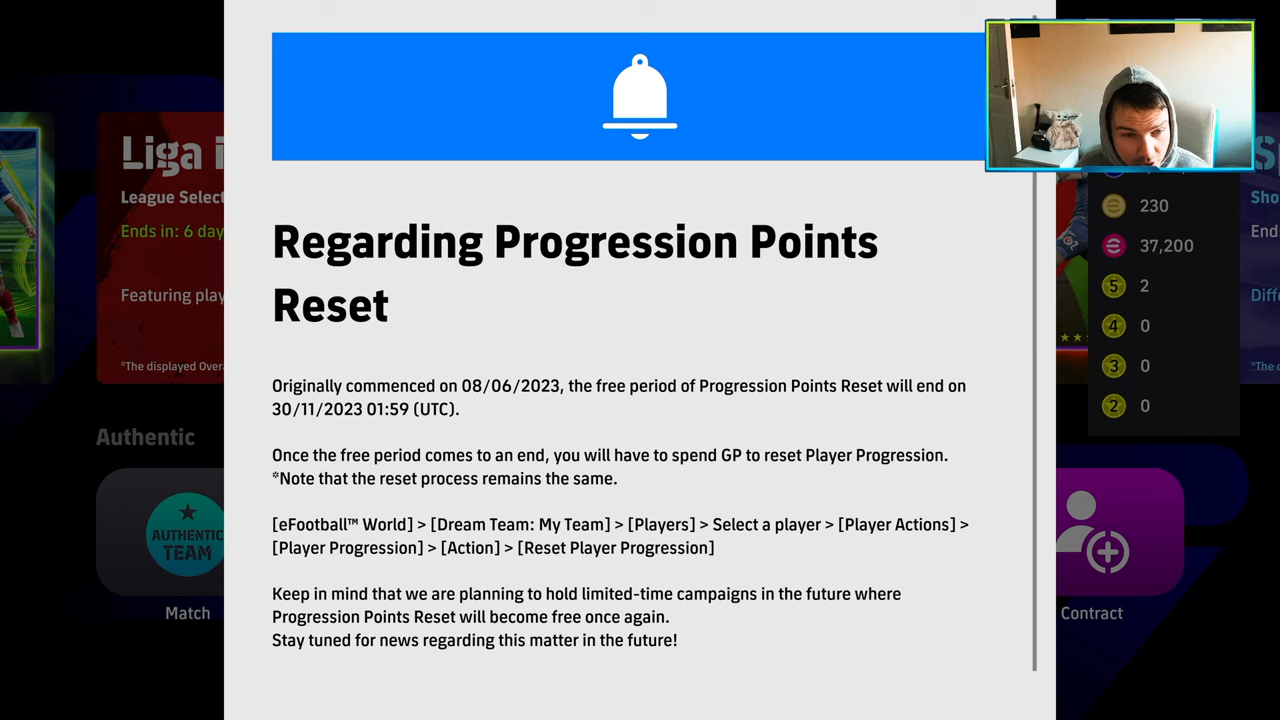 Regarding Progression Points
Reset
Originally commenced on 08/06/2023, the free period of Progression Points Reset will end on
30/11/2023 01:59 (UTC).
Once the free period comes to an end, you will have to spend GP to reset Player Progression.
*Note that the reset process remains the same.
[eFootball™ World] > [Dream Team: My Team] > [Players] > Select a player > [Player Actions] >
[Player Progression] > [Action] > [Reset Player Progression]
Keep in mind that we are planning to hold limited-time campaigns in the future where
Progression Points Reset will become free once again.
Stay tuned for news regarding this matter in the future!
Liga i
League Select
Ends in: 6 day
Featuring play
*The displayed Overa
Authentic
AUTHENTIC
TEAM
Match
230
37,200
5 2
4 0
3 0
2 0
Sp
Sho
Ends
Diffe
*The d
Contract